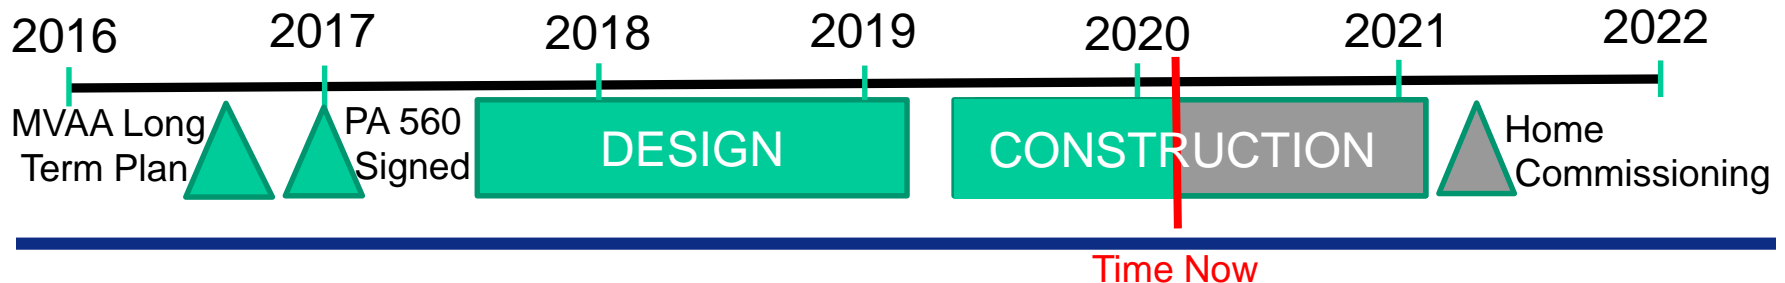 2016 2017 2018 2019 2020 2021 2022
MVAA Long
Term Plan
PA 560
Signed
DESIGN
CONSTRUCTION
Home
Commissioning
Time Now